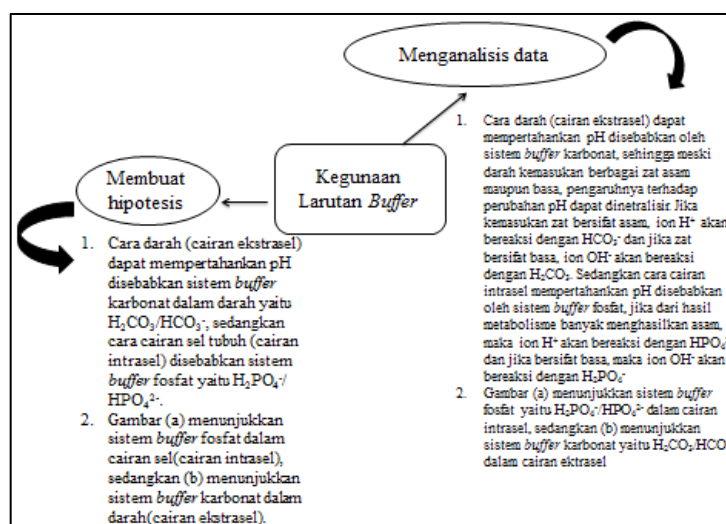 Menganalisis data
Kegunaan
Larutan Buffer
Membuat
hipotesis
1. Cara darah (cairan ekstrasel)
dapat mempertahankan pH
disebabkan sistem buffer
karbonat dalam darah yaitu
H₂CO₃/HCO₃⁻, sedangkan
cara cairan sel tubuh (cairan
intrasel) disebabkan sistem
buffer fosfat yaitu H₂PO₄⁻/
HPO₄²⁻.
2. Gambar (a) menunjukkan
sistem buffer fosfat dalam
cairan sel(cairan intrasel),
sedangkan (b) menunjukkan
sistem buffer karbonat dalam
darah(cairan ekstrasel).
1. Cara darah (cairan ekstrasel) dapat
mempertahankan pH disebabkan oleh
sistem buffer karbonat, sehingga meski
darah kemasukan berbagai zat asam
maupun basa, pengaruhnya terhadap
perubahan pH dapat dinetralisir Jika
kemasukan zat bersifat asam, ion H⁺ akan
bereaksi dengan HCO₃⁻ dan jika zat
bersifat basa, ion OH⁻ akan bereaksi
dengan H₂CO₃. Sedangkan cara cairan
intrasel mempertahankan pH disebabkan
oleh sistem buffer fosfat, jika dari hasil
metabolisme banyak menghasilkan asam,
maka ion H⁺ akan bereaksi dengan HPO₄
dan jika bersifat basa, maka ion OH⁻ akan
bereaksi dengan H₂PO₄⁻
2. Gambar (a) menunjukkan sistem buffer
fosfat yaitu H₂PO₄⁻/HPO₄²⁻ dalam cairan
intrasel, sedangkan (b) menunjukkan
sistem buffer karbonat yaitu H₂CO₃/HCO
dalam cairan ektrasel